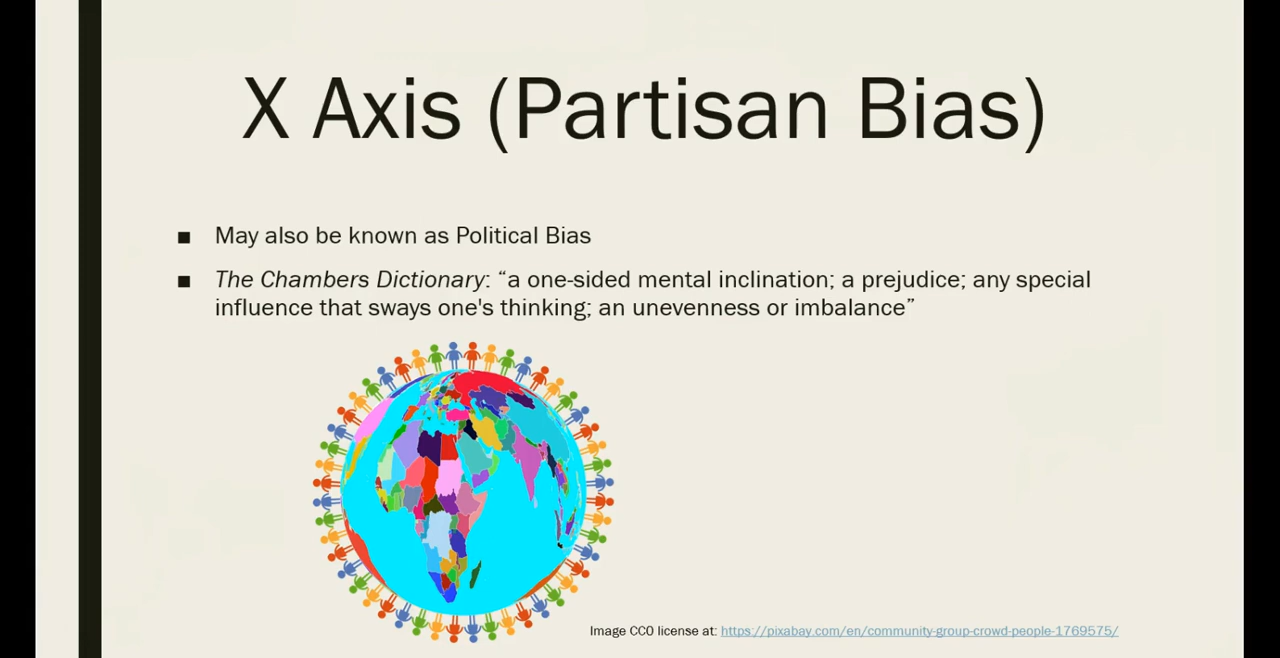 X Axis (Partisan Bias)
■ May also be known as Political Bias
■ The Chambers Dictionary: “a one-sided mental inclination; a prejudice; any special
influence that sways one's thinking; an unevenness or imbalance”
Image CC0 license at: https://pixabay.com/en/community-group-crowd-people-1769575/